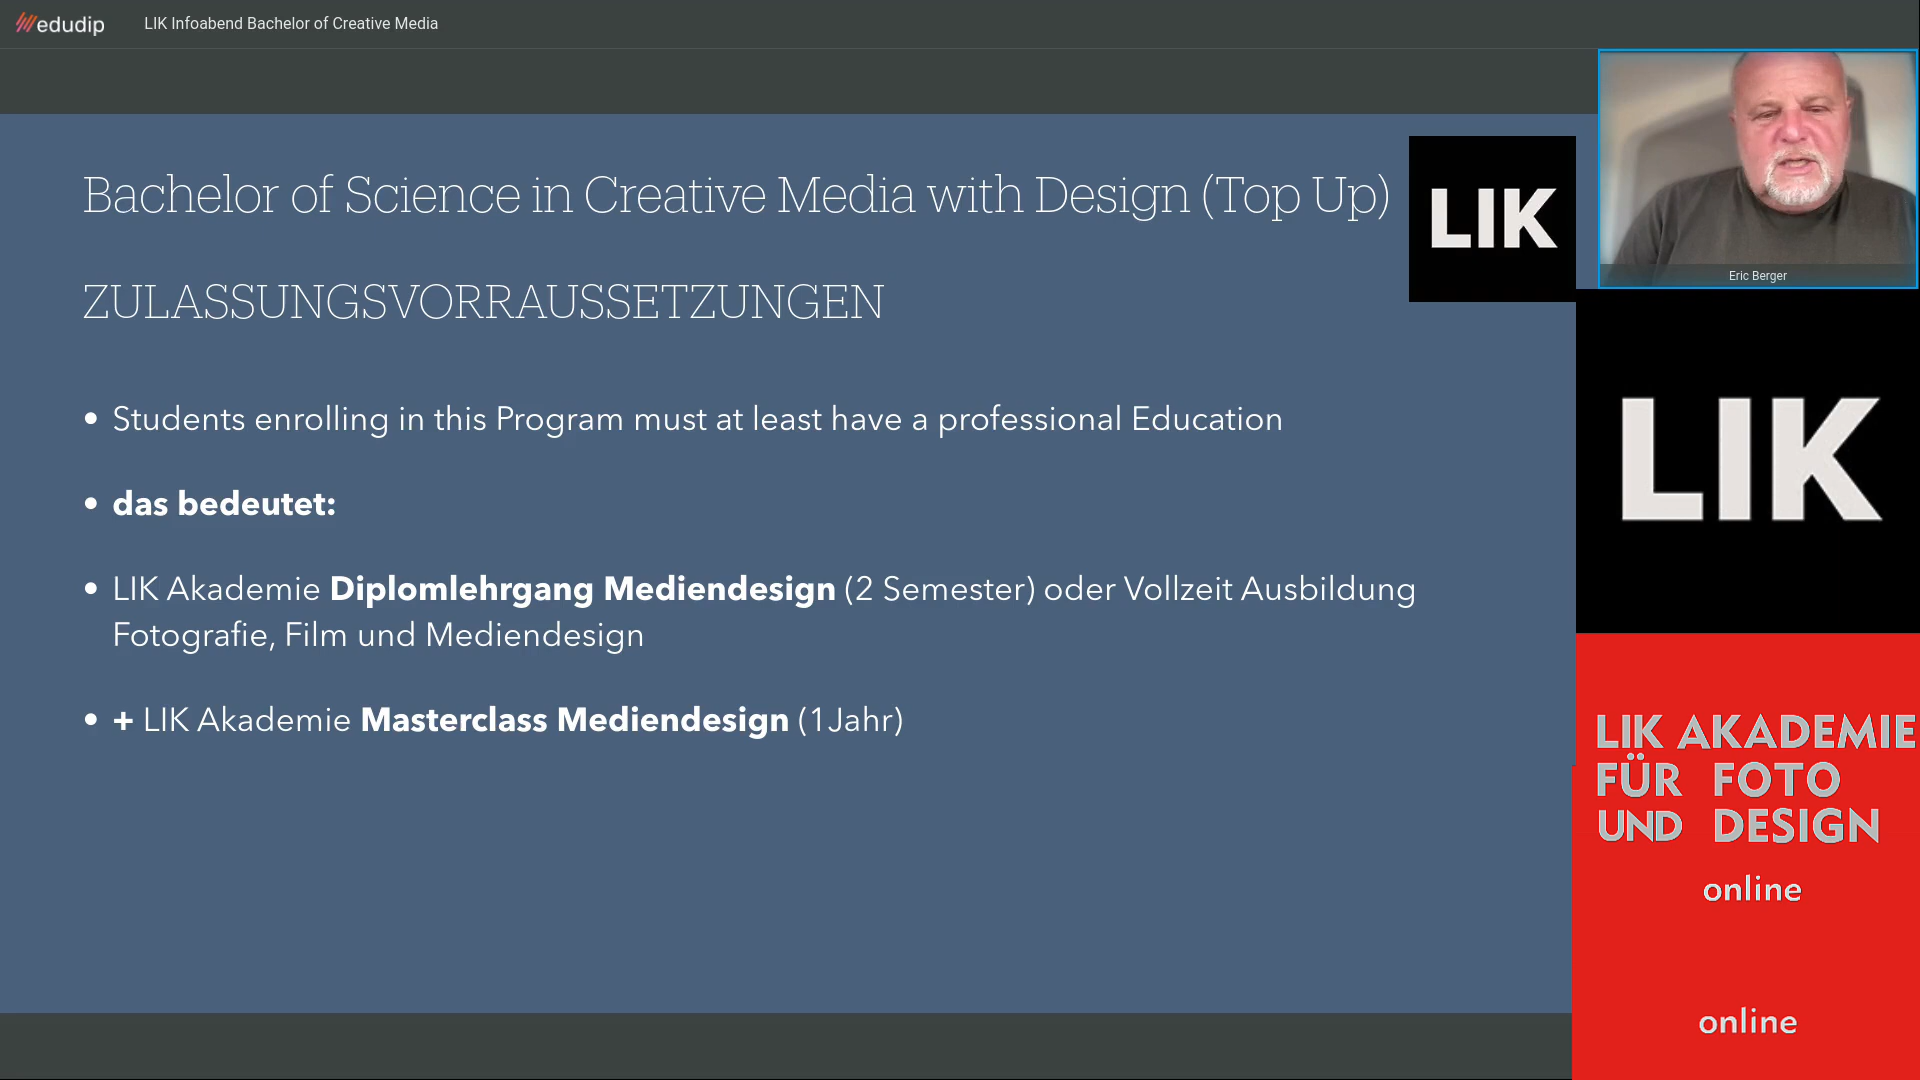 edudip
LIK Infoabend Bachelor of Creative Media
Bachelor of Science in Creative Media with Design (Top Up)
LIK
Eric Berger
ZULASSUNGSVORRAUSSETZUNGEN
• Students enrolling in this Program must at least have a professional Education
• das bedeutet:
• LIK Akademie Diplomlehrgang Mediendesign (2 Semester) oder Vollzeit Ausbildung
Fotografie, Film und Mediendesign
• + LIK Akademie Masterclass Mediendesign (1Jahr)
LIK
LIK AKADEMIE
FÜR FOTO
UND DESIGN
online
online